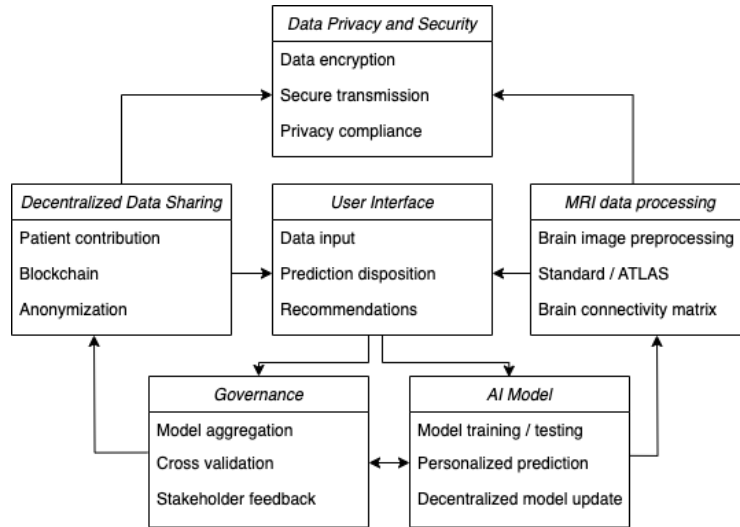 Data Privacy and Security
Data encryption
Secure transmission
Privacy compliance
Decentralized Data Sharing
Patient contribution
Blockchain
Anonymization
User Interface
Data input
Prediction disposition
Recommendations
MRI data processing
Brain image preprocessing
Standard / ATLAS
Brain connectivity matrix
Governance
Model aggregation
Cross validation
Stakeholder feedback
AI Model
Model training / testing
Personalized prediction
Decentralized model update